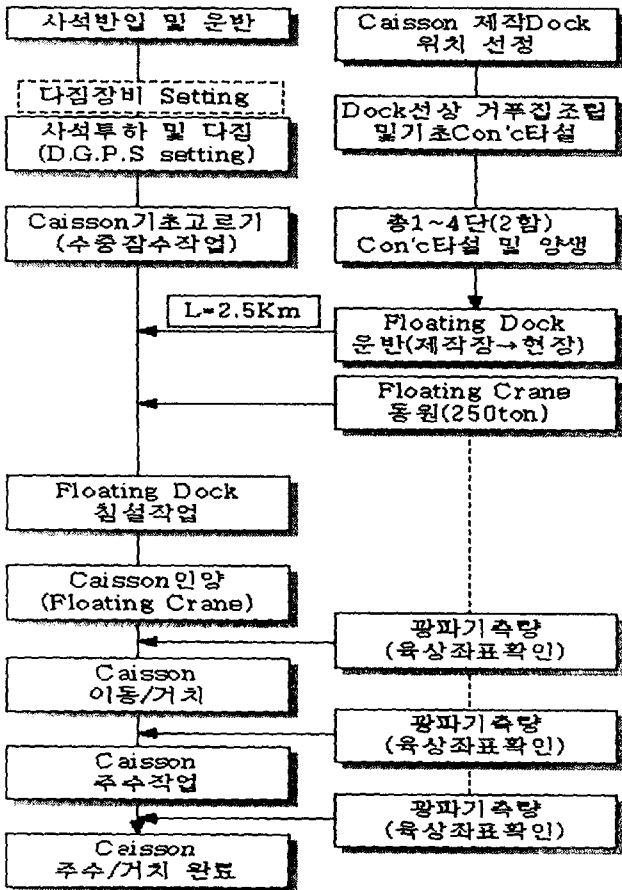 사석반입 및 운반
다짐장비 Setting
사석투하 및 다짐
(D.G.P.S setting)
Caisson기초고르기
(수중잠수작업)
L=2.5Km
Floating Dock
침설작업
Caisson인양
(Floating Crane)
Caisson
이동/거치
Caisson
주수작업
Caisson
주수/거치 완료
Caisson 제작Dock
위치 선정
Dock선상 거푸집조립
및기초Con'c타설
총1~4단(2함)
Con'c타설 및 양생
Floating Dock
운반(제작장→현장)
Floating Crane
동원(250ton)
광파기측량
(육상좌표확인)
광파기측량
(육상좌표확인)
광파기측량
(육상좌표확인)